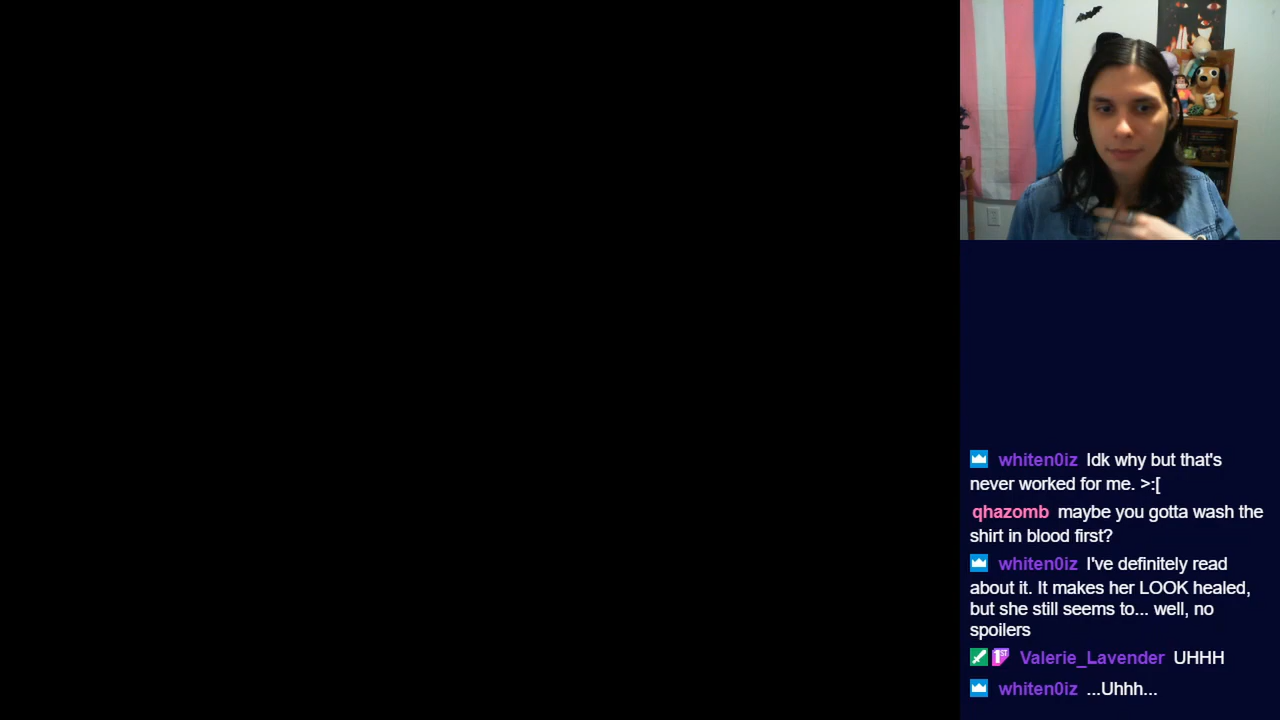 whiten0iz Idk why but that's
never worked for me. >:[
qhazomb maybe you gotta wash the
shirt in blood first?
whiten0iz I've definitely read
about it. It makes her LOOK healed,
but she still seems to... well, no
spoilers
1ST Valerie_Lavender UHHH
whiten0iz ...Uhhh...